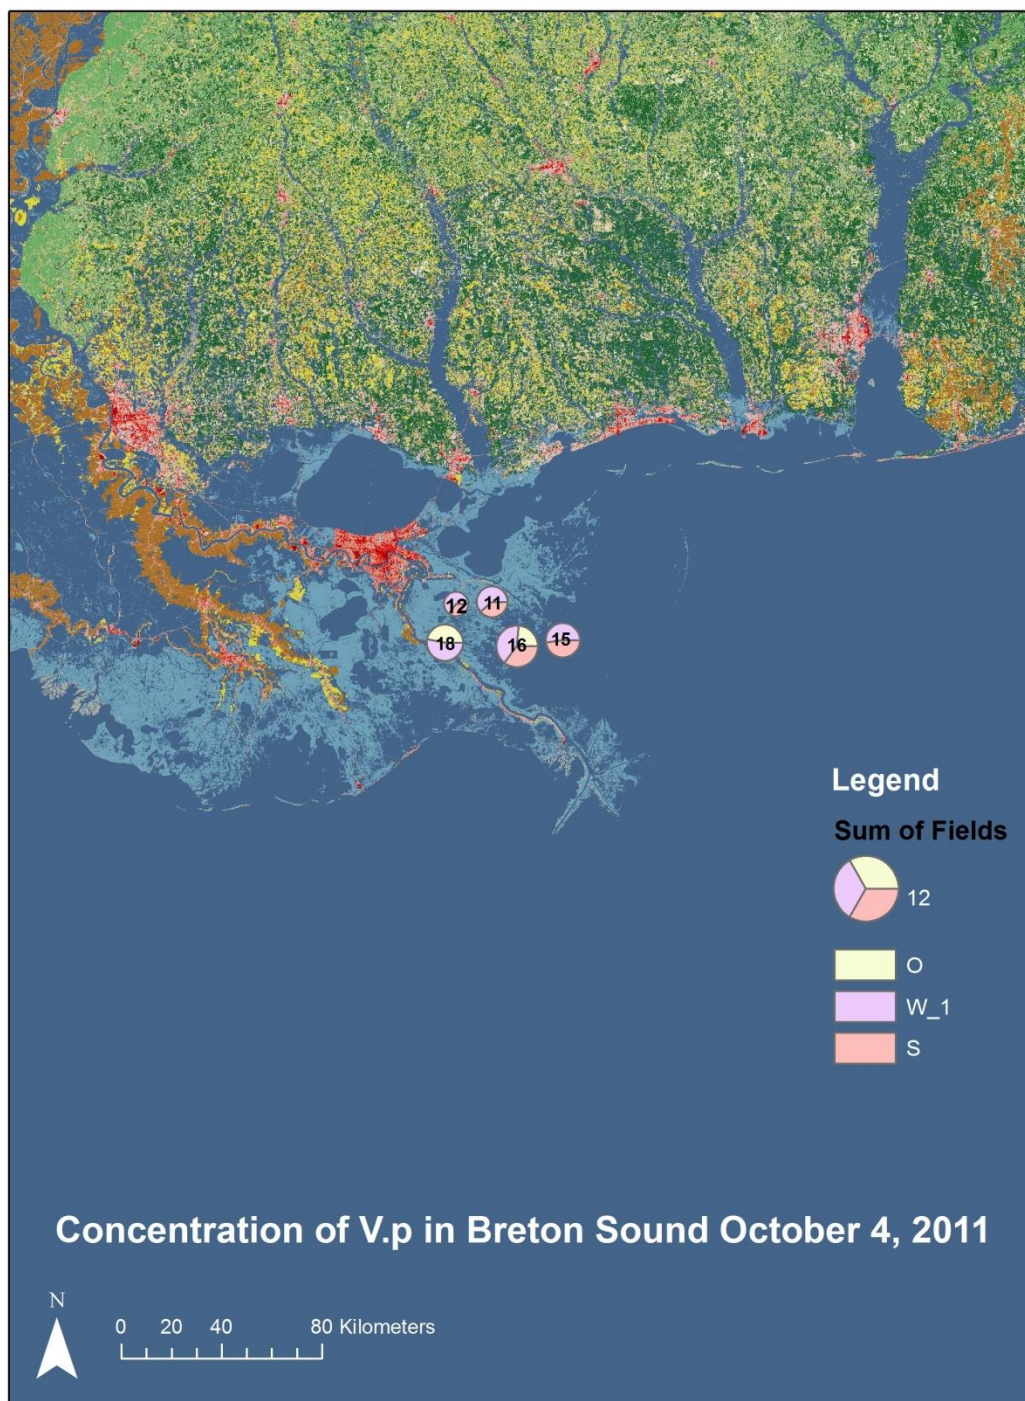 12
11
18
16
15
Legend
Sum of Fields
12
O
W_1
S
Concentration of V.p in Breton Sound October 4, 2011
N
0 20 40 80 Kilometers